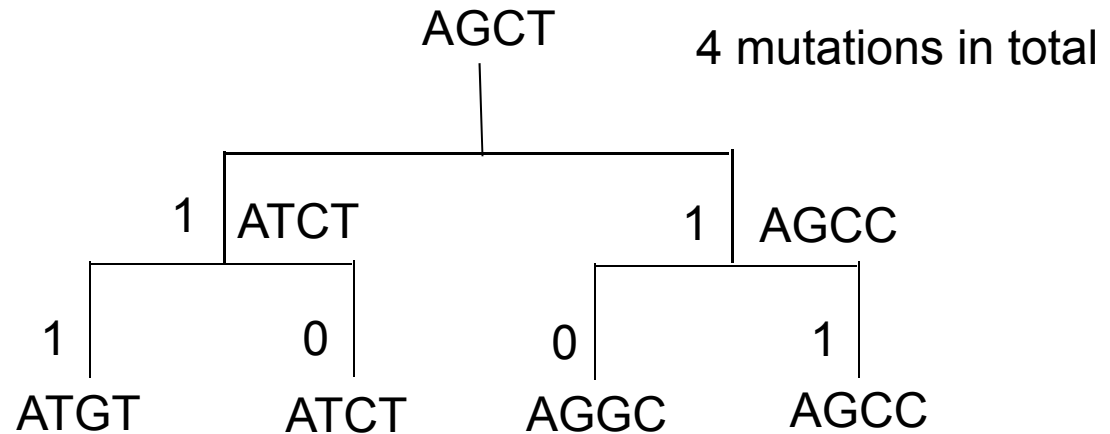 AGCT
4 mutations in total
1 ATCT
1 AGCC
1
0
0
1
ATGT
ATCT
AGGC
AGCC